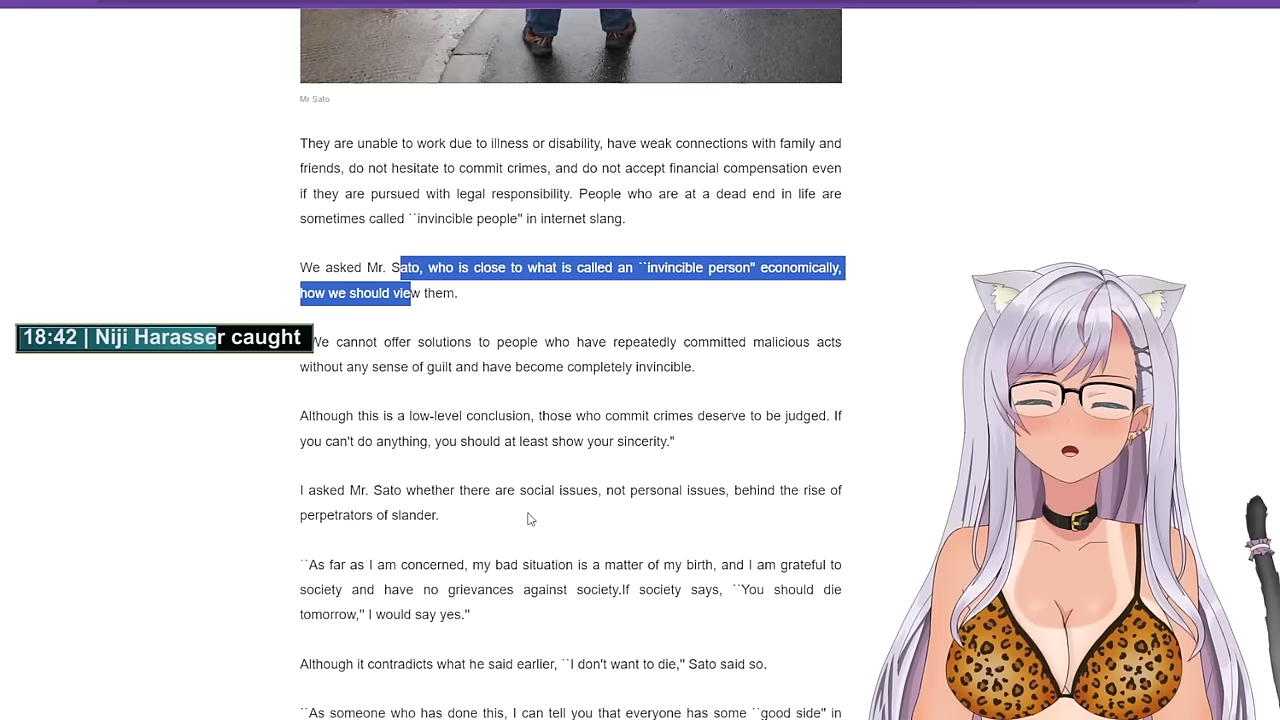 Mr Sato
They are unable to work due to illness or disability, have weak connections with family and
friends, do not hesitate to commit crimes, and do not accept financial compensation even
if they are pursued with legal responsibility. People who are at a dead end in life are
sometimes called ``invincible people'' in internet slang.
We asked Mr. Sato, who is close to what is called an ``invincible person'' economically,
how we should view them.
18:42 | Niji Harasser caught
We cannot offer solutions to people who have repeatedly committed malicious acts
without any sense of guilt and have become completely invincible.
Although this is a low-level conclusion, those who commit crimes deserve to be judged. If
you can't do anything, you should at least show your sincerity."
I asked Mr. Sato whether there are social issues, not personal issues, behind the rise of
perpetrators of slander.
``As far as I am concerned, my bad situation is a matter of my birth, and I am grateful to
society and have no grievances against society.If society says, ``You should die
tomorrow,'' I would say yes.''
Although it contradicts what he said earlier, ``I don't want to die,'' Sato said so.
``As someone who has done this, I can tell you that everyone has some ``good side'' in